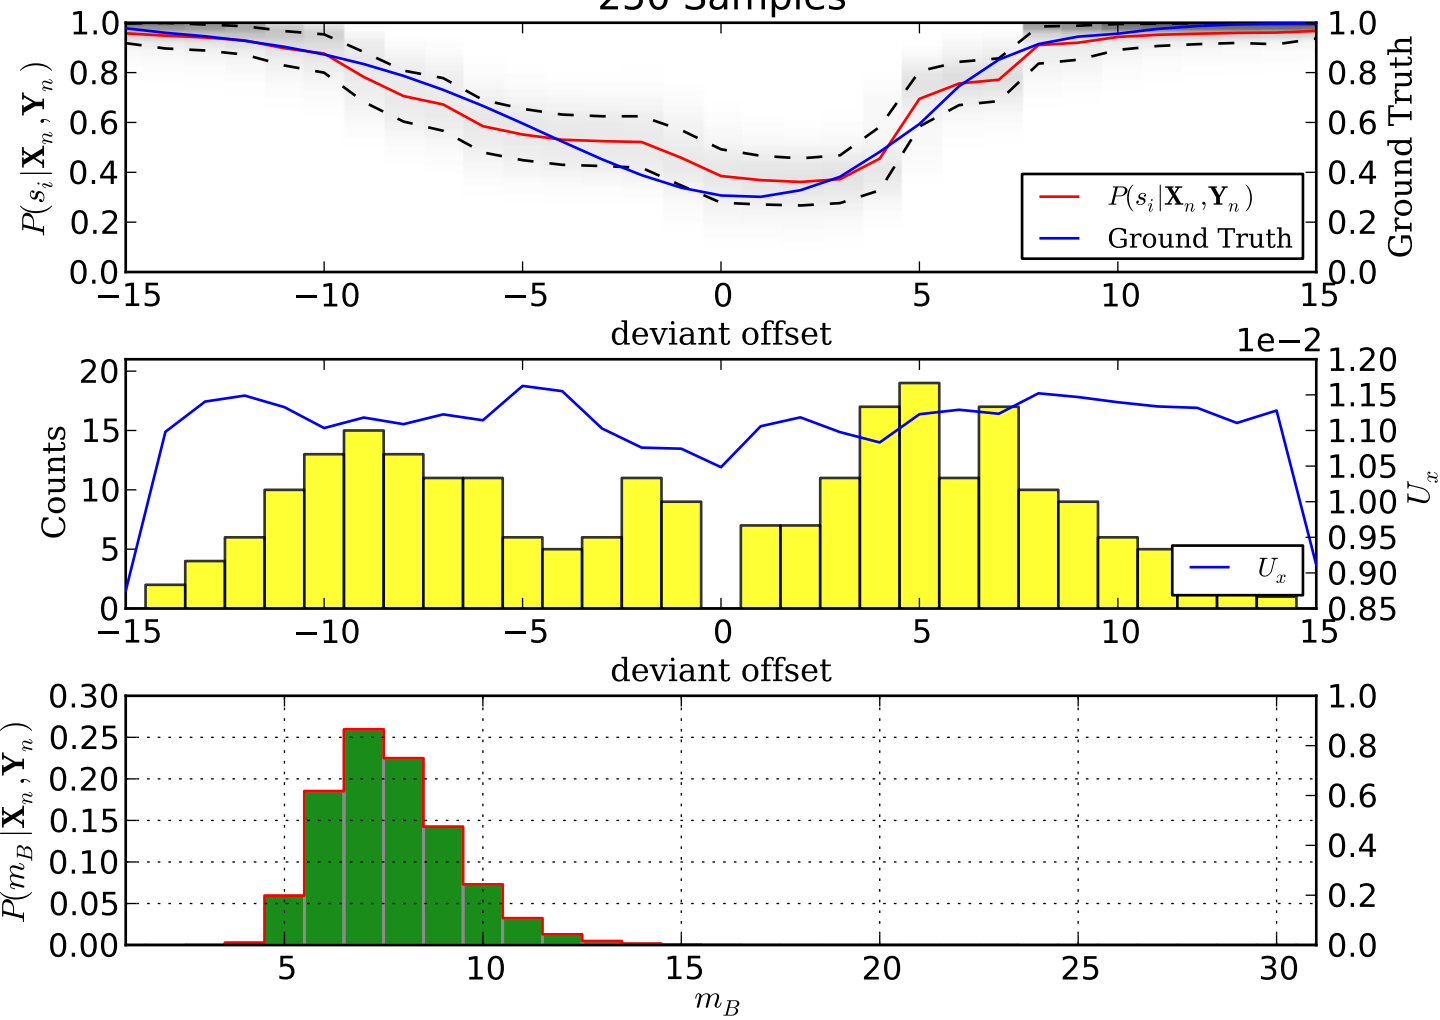 250 Samples
1.0 0.8 0.6 0.4 0.2 0.0
P(s_i|X_n,Y_n)
1.0 0.8 0.6 0.4 0.2 0.0
Ground Truth
P(s_i|X_n,Y_n)
Ground Truth
−15 −10 −5 0 5 10 15
deviant offset
1e−2
20 15 10 5 0
Counts
1.20 1.15 1.10 1.05 1.00 0.95 0.90 0.85
U_x
U_x
−15 −10 −5 0 5 10 15
deviant offset
0.30 0.25 0.20 0.15 0.10 0.05 0.00
P(m_B|X_n,Y_n)
1.0 0.8 0.6 0.4 0.2 0.0
5 10 15 20 25 30
m_B